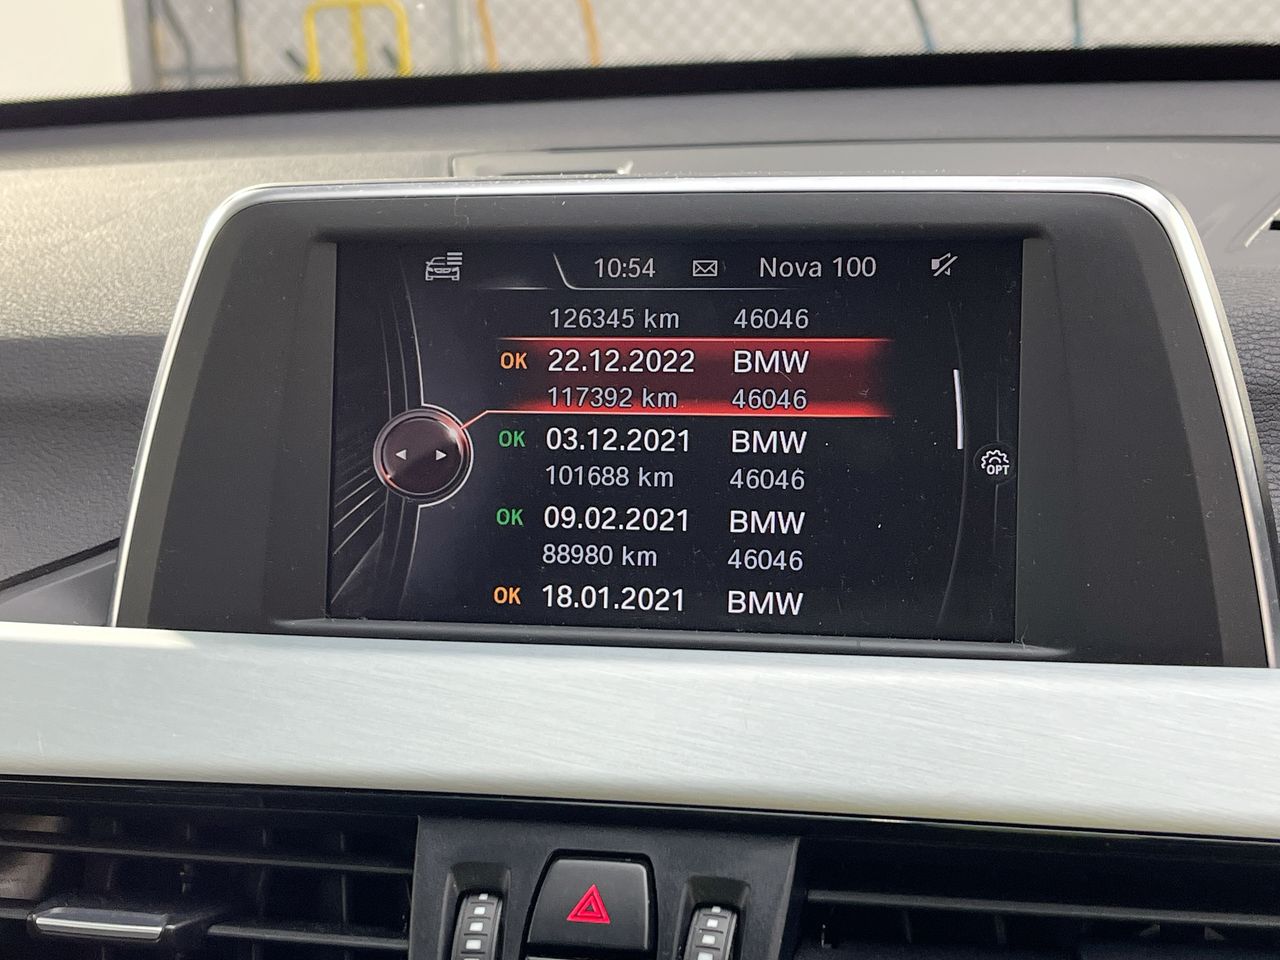 10:54 Nova 100
126345 km 46046
OK 22.12.2022 BMW
117392 km 46046
OK 03.12.2021 BMW
101688 km 46046
OK 09.02.2021 BMW
88980 km 46046
OPT
OK 18.01.2021 BMW